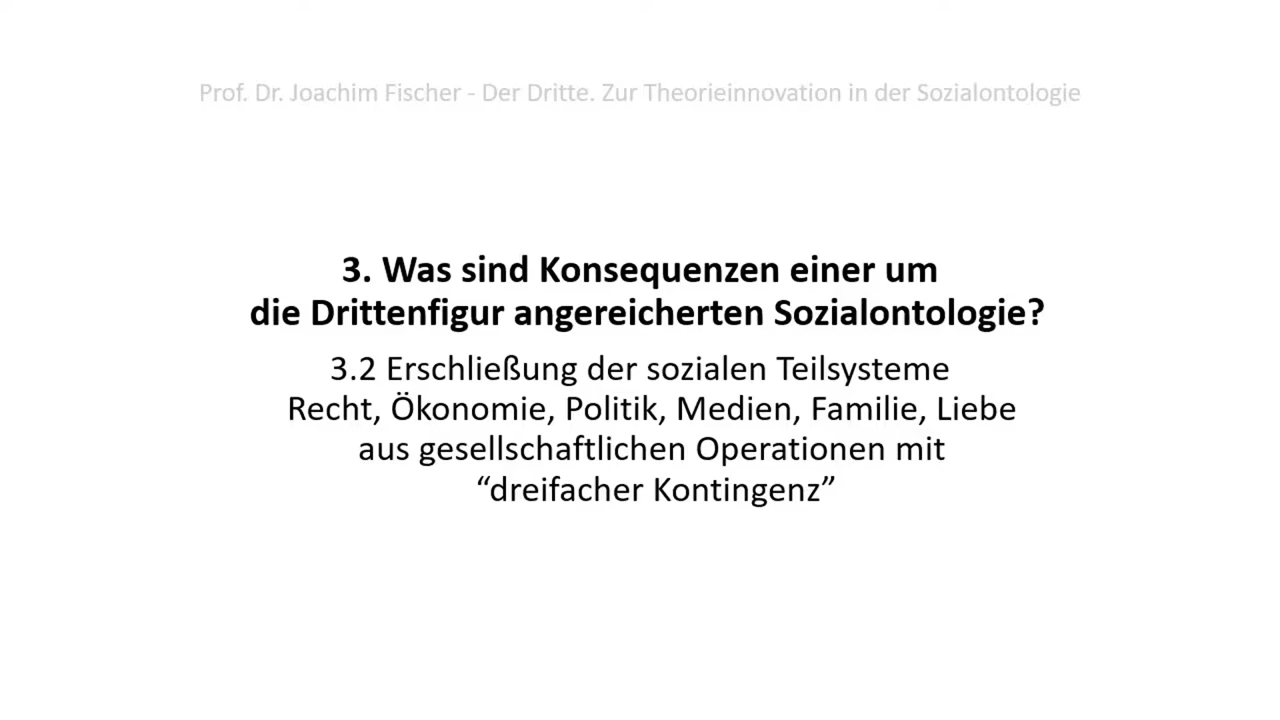 Prof. Dr. Joachim Fischer - Der Dritte. Zur Theorieinnovation in der Sozialontologie
3. Was sind Konsequenzen einer um
die Drittenfigur angereicherten Sozialontologie?
3.2 Erschließung der sozialen Teilsysteme
Recht, Ökonomie, Politik, Medien, Familie, Liebe
aus gesellschaftlichen Operationen mit
“dreifacher Kontingenz”